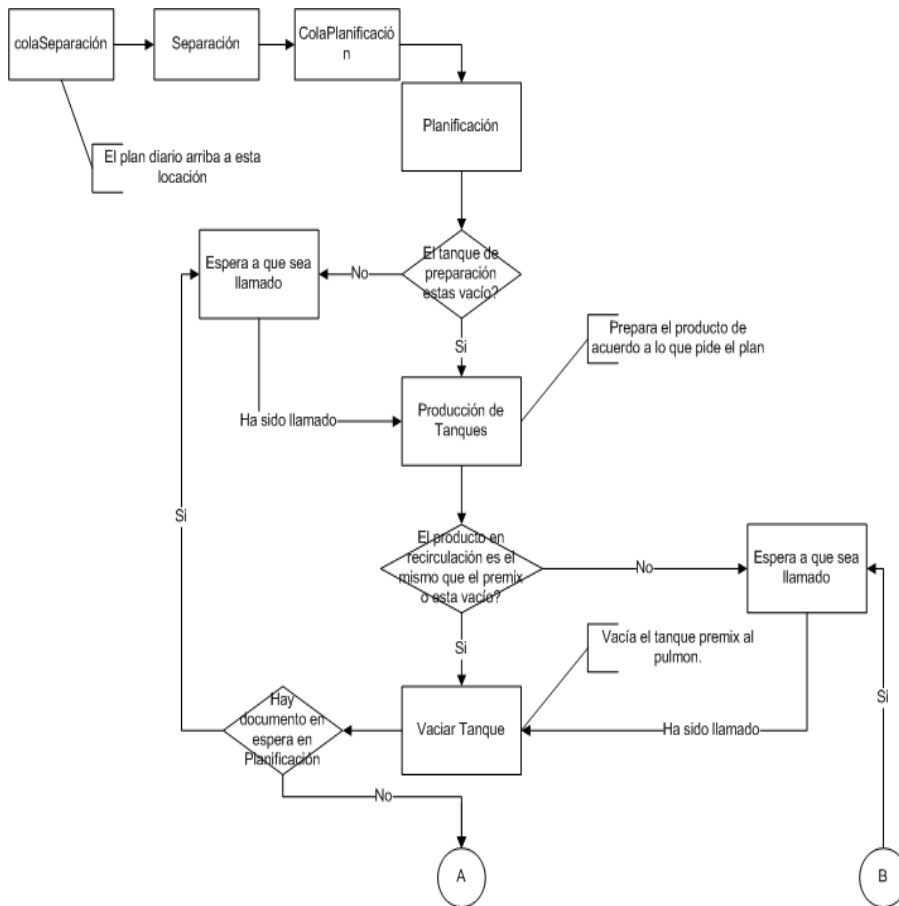 colaSeparación
Separación
ColaPlanificació
n
Planificación
El plan diario arriba a esta
locación
El tanque de
preparación
estas vacío?
No
Espera a que sea
llamado
Si
Prepara el producto de
acuerdo a lo que pide el plan
Ha sido llamado
Producción de
Tanques
El producto en
recirculación es el
mismo que el premix
o esta vacío?
No
Espera a que sea
llamado
Si
Si
Vacía el tanque premix al
pulmon.
Hay
documento en
espera en
Planificación
Vaciar Tanque
Ha sido llamado
Si
No
A
B